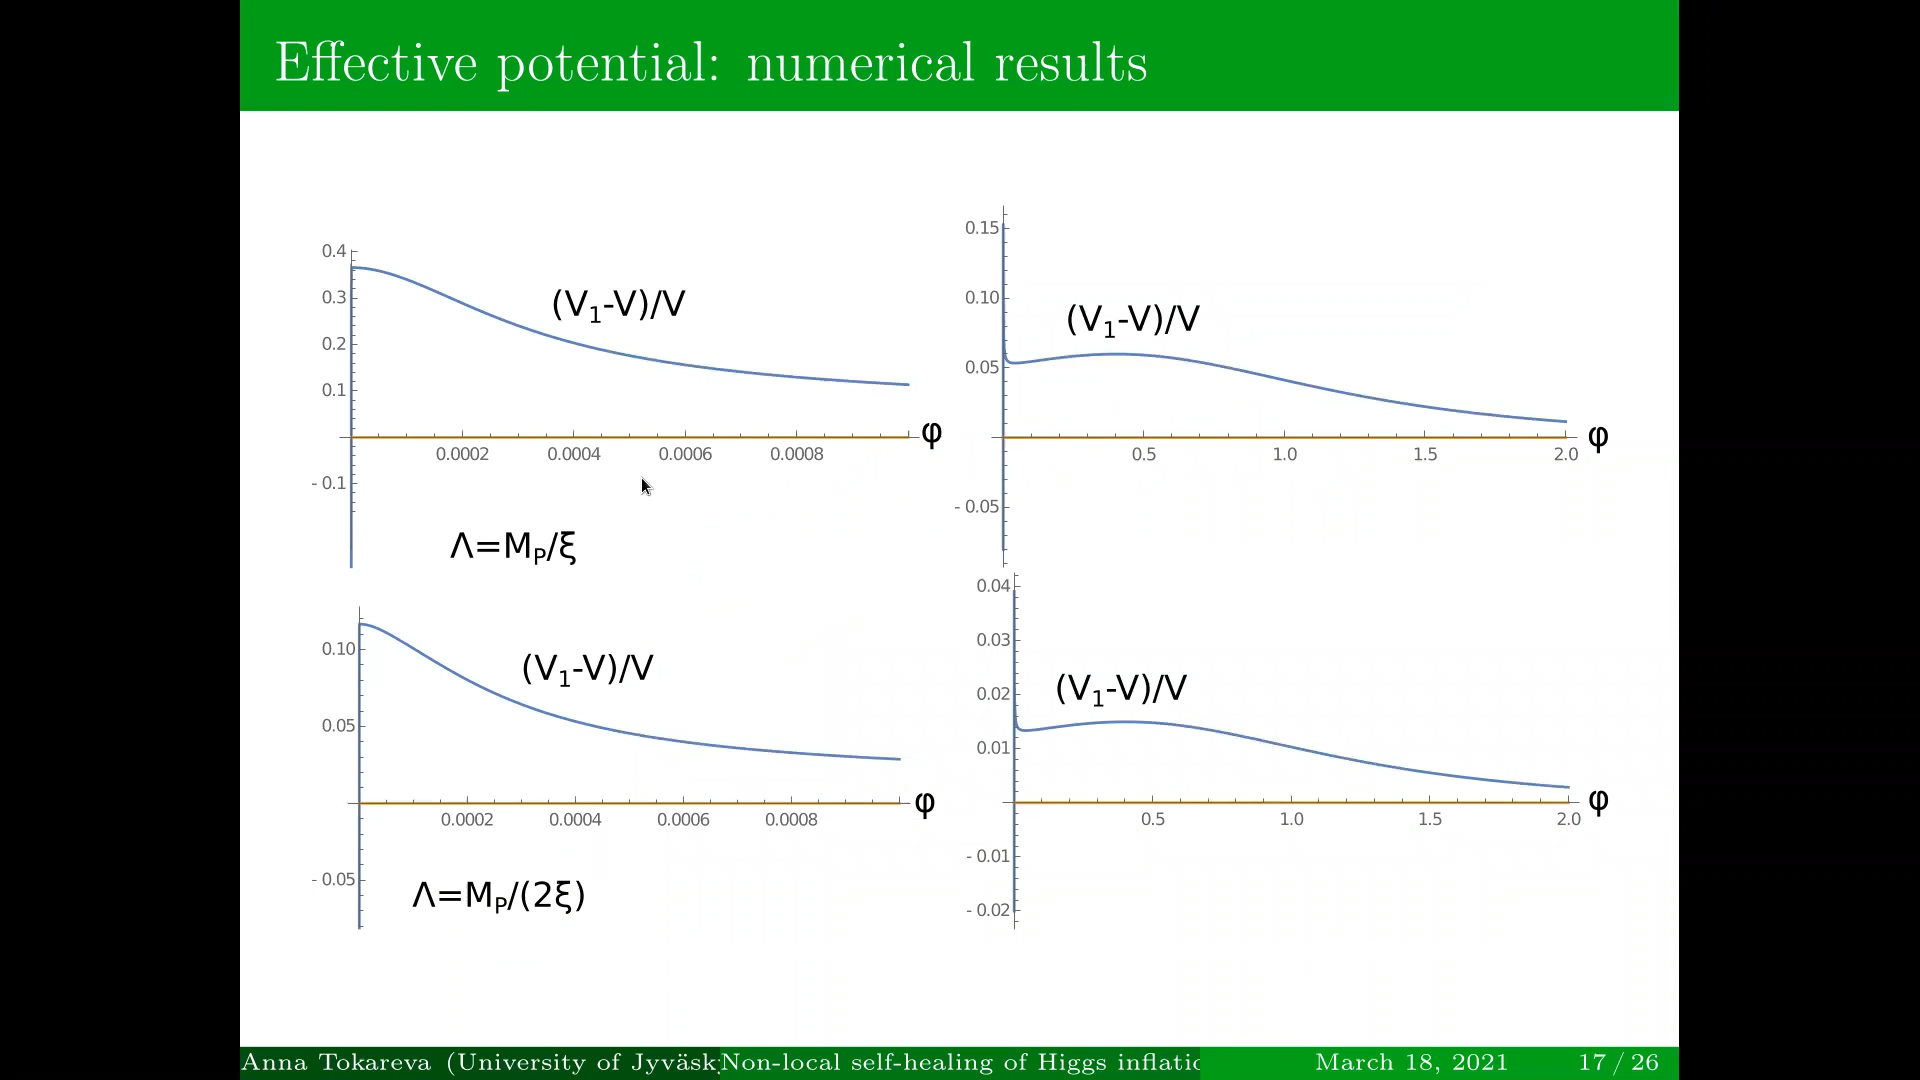 Effective potential: numerical results
0.4
0.3
0.2
0.1
- 0.1
(V₁-V)/V
0.0002 0.0004 0.0006 0.0008
φ
Λ=M_P/ξ
0.15
0.10
0.05
- 0.05
(V₁-V)/V
0.5 1.0 1.5 2.0
φ
0.10
0.05
- 0.05
(V₁-V)/V
0.0002 0.0004 0.0006 0.0008
φ
Λ=M_P/(2ξ)
0.04
0.03
0.02
0.01
- 0.01
- 0.02
(V₁-V)/V
0.5 1.0 1.5 2.0
φ
Anna Tokareva (University of Jyväsk Non-local self-healing of Higgs inflatio March 18, 2021 17 / 26